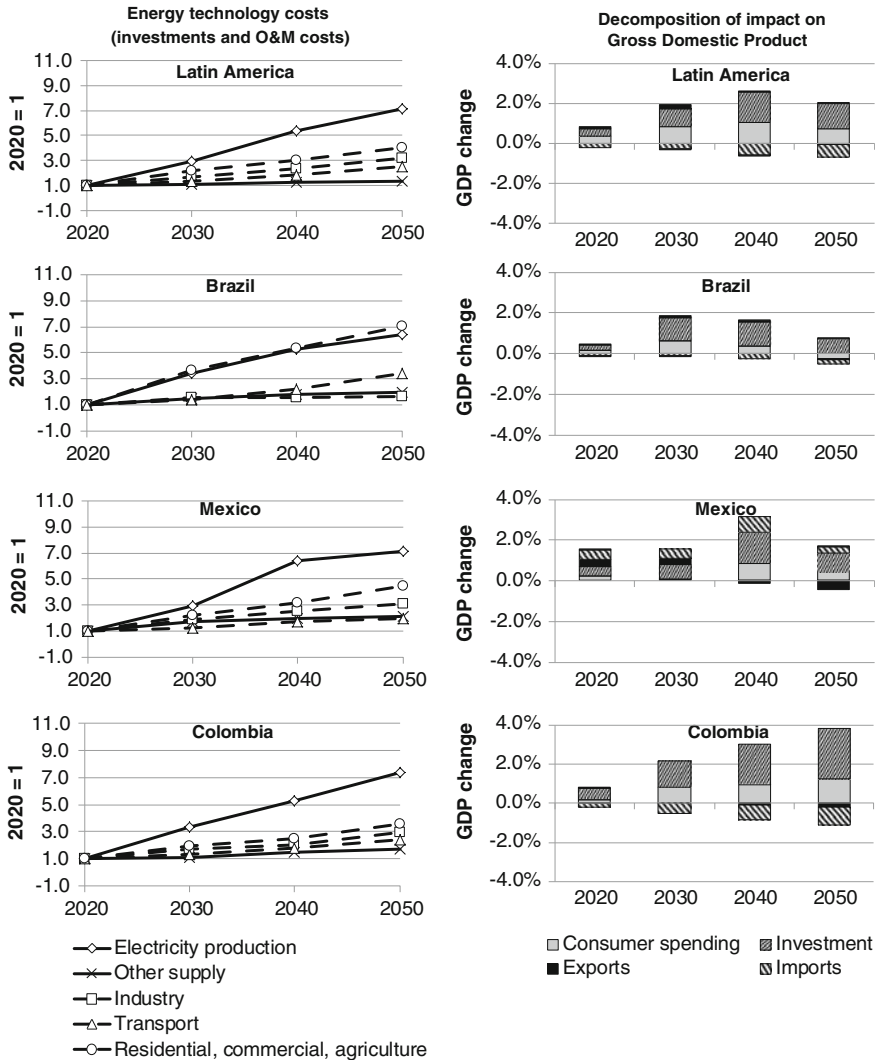 Energy technology costs
(investments and O&M costs)
Latin America
2020 = 1
11.0
9.0
7.0
5.0
3.0
1.0
-1.0
2020 2030 2040 2050
Decomposition of impact on
Gross Domestic Product
Latin America
GDP change
4.0%
2.0%
0.0%
-2.0%
-4.0%
2020 2030 2040 2050
Brazil
2020 = 1
11.0
9.0
7.0
5.0
3.0
1.0
-1.0
2020 2030 2040 2050
Brazil
GDP change
4.0%
2.0%
0.0%
-2.0%
-4.0%
2020 2030 2040 2050
Mexico
2020 = 1
11.0
9.0
7.0
5.0
3.0
1.0
-1.0
2020 2030 2040 2050
Mexico
GDP change
4.0%
2.0%
0.0%
-2.0%
-4.0%
2020 2030 2040 2050
Colombia
2020 = 1
11.0
9.0
7.0
5.0
3.0
1.0
-1.0
2020 2030 2040 2050
Colombia
GDP change
4.0%
2.0%
0.0%
-2.0%
-4.0%
2020 2030 2040 2050
Electricity production
Other supply
Industry
Transport
Residential, commercial, agriculture
Consumer spending Investment
Exports Imports